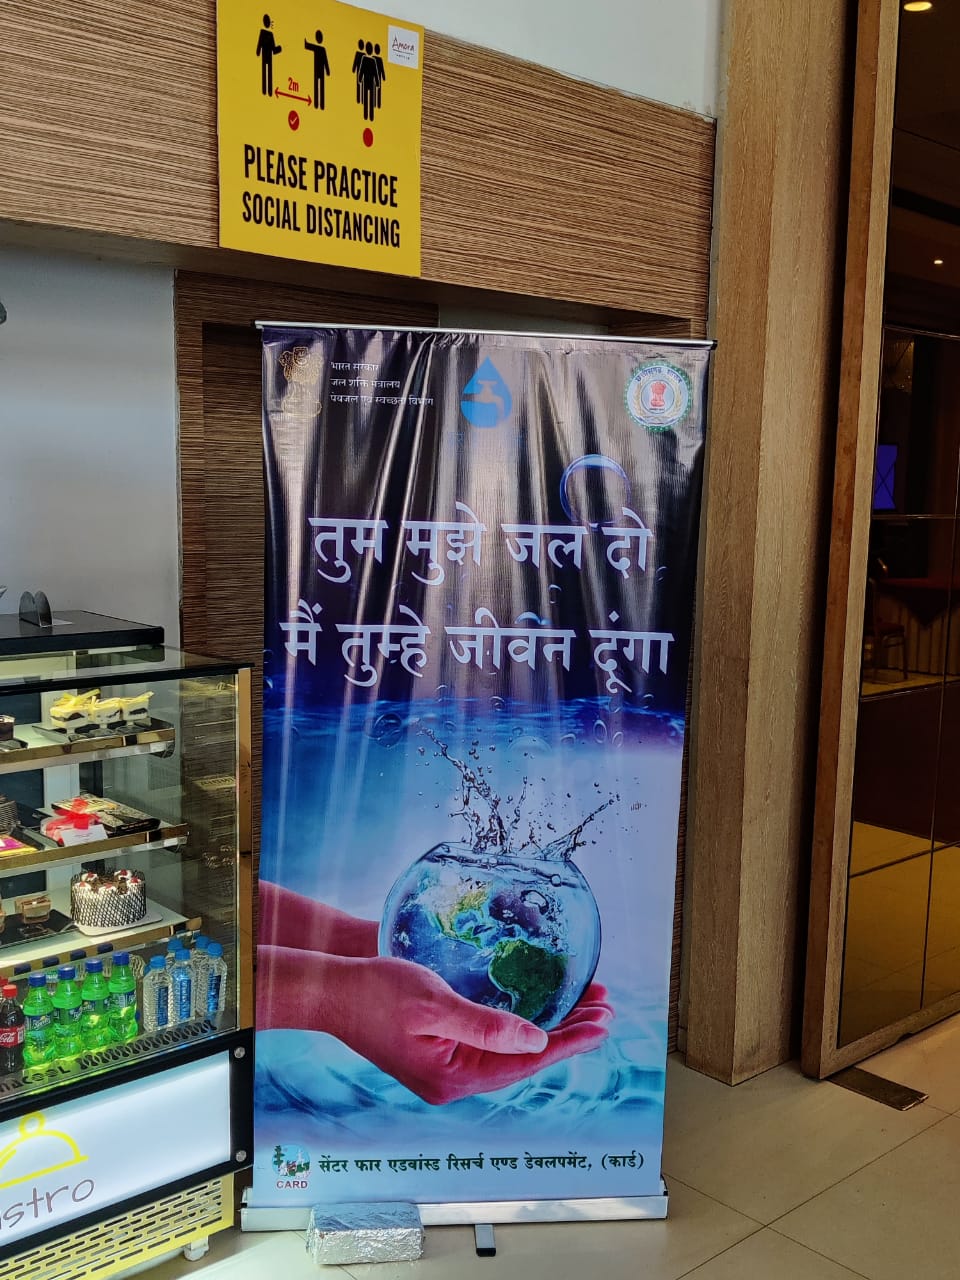 Amora
2m
PLEASE PRACTICE
SOCIAL DISTANCING
भारत सरकार
जल शक्ति मंत्रालय
पेयजल एवं स्वच्छता विभाग
तुम मुझे जल दो
मैं तुम्हे जीवन दूंगा
CARD
सेंटर फार एडवांस्ड रिसर्च एण्ड डेवलपमेंट, (कार्ड)